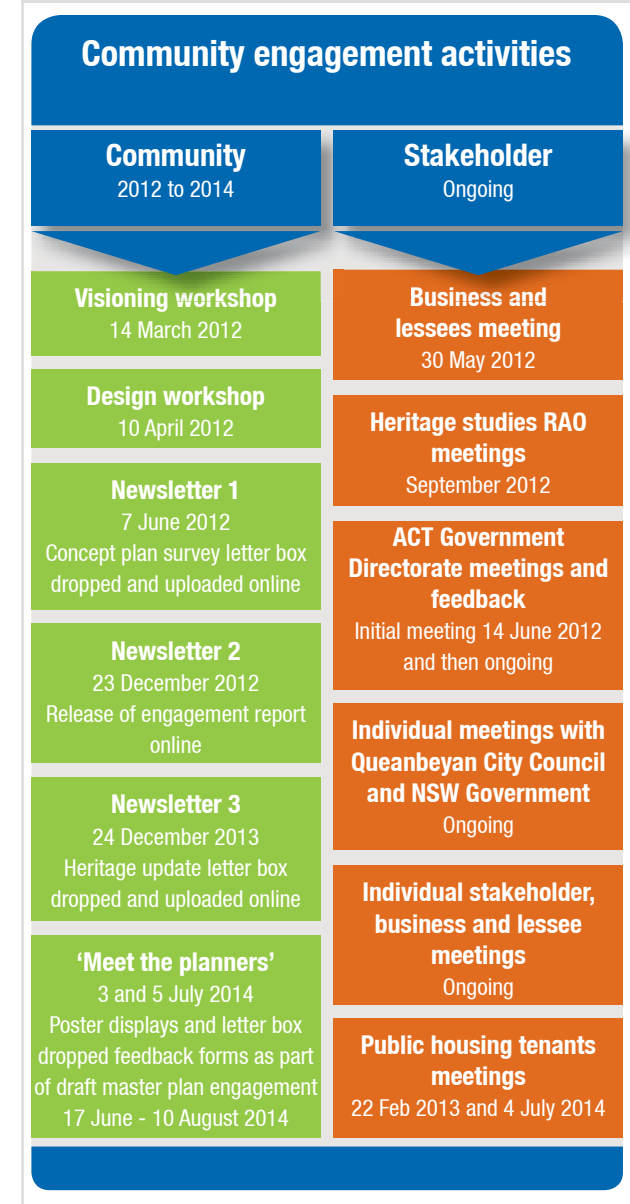 Community engagement activities
Community
2012 to 2014
Visioning workshop
14 March 2012
Design workshop
10 April 2012
Newsletter 1
7 June 2012
Concept plan survey letter box
dropped and uploaded online
Newsletter 2
23 December 2012
Release of engagement report
online
Newsletter 3
24 December 2013
Heritage update letter box
dropped and uploaded online
‘Meet the planners’
3 and 5 July 2014
Poster displays and letter box
dropped feedback forms as part
of draft master plan engagement
17 June - 10 August 2014
Stakeholder
Ongoing
Business and
lessees meeting
30 May 2012
Heritage studies RAO
meetings
September 2012
ACT Government
Directorate meetings and
feedback
Initial meeting 14 June 2012
and then ongoing
Individual meetings with
Queanbeyan City Council
and NSW Government
Ongoing
Individual stakeholder,
business and lessee
meetings
Ongoing
Public housing tenants
meetings
22 Feb 2013 and 4 July 2014